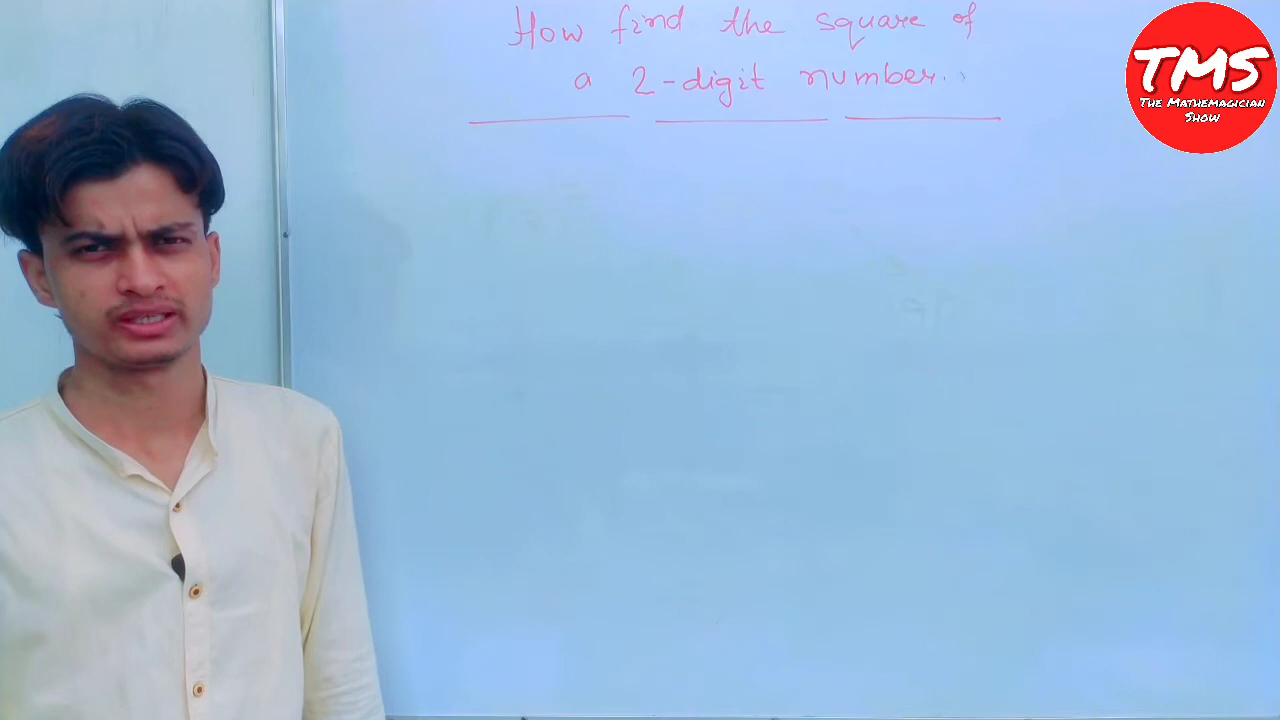 How find the square of
a 2-digit number.
TMS
The Mathemagician
Show